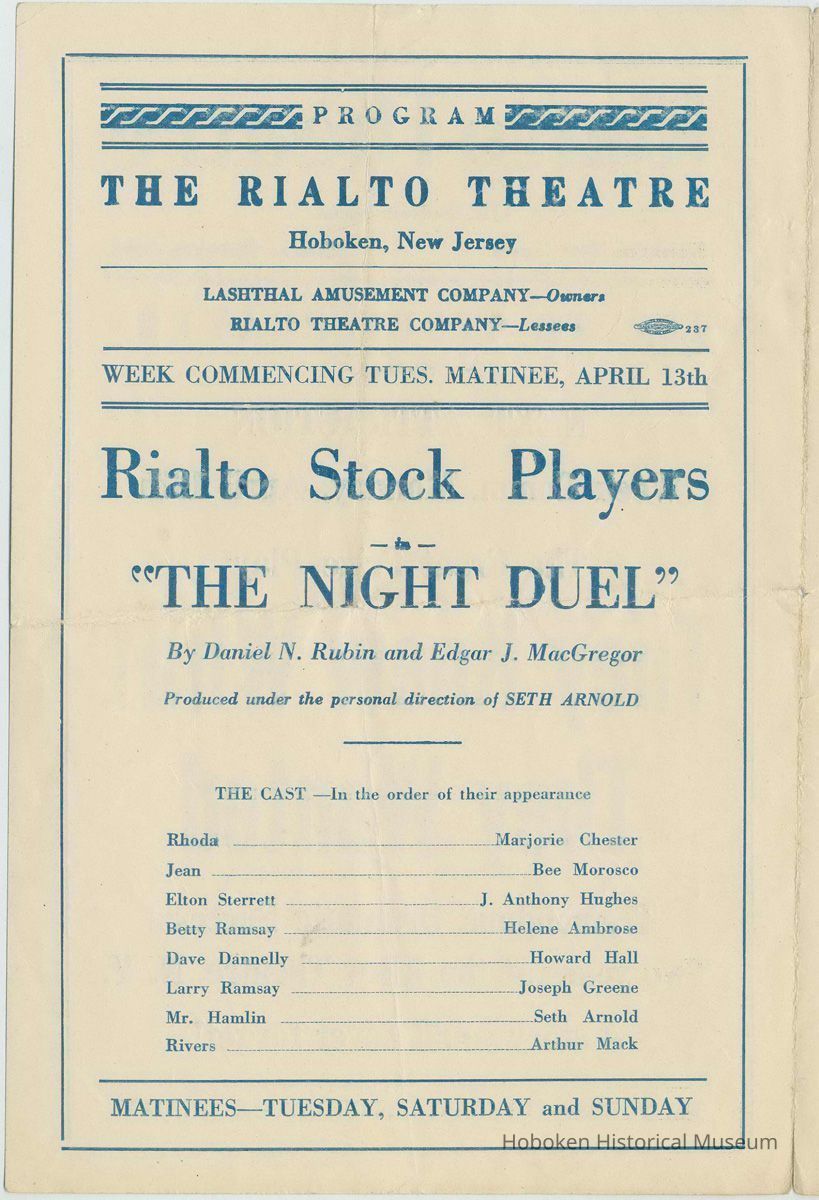 PROGRAM
THE RIALTO THEATRE
Hoboken, New Jersey
LASHTHAL AMUSEMENT COMPANY—Owners
RIALTO THEATRE COMPANY—Lessees
237
WEEK COMMENCING TUES. MATINEE, APRIL 13th
Rialto Stock Players
— in —
"THE NIGHT DUEL"
By Daniel N. Rubin and Edgar J. MacGregor
Produced under the personal direction of SETH ARNOLD
THE CAST —In the order of their appearance
Rhoda Marjorie Chester
Jean Bee Morosco
Elton Sterrett J. Anthony Hughes
Betty Ramsay Helene Ambrose
Dave Dannelly Howard Hall
Larry Ramsay Joseph Greene
Mr. Hamlin Seth Arnold
Rivers Arthur Mack
MATINEES—TUESDAY, SATURDAY and SUNDAY
Hoboken Historical Museum